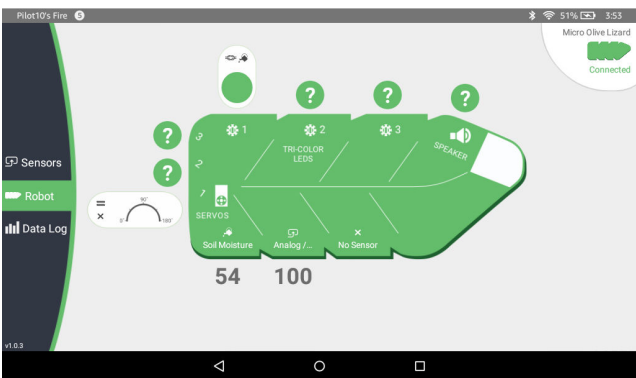 Pilot10's Fire S 51% 3:53
Micro Olive Lizard
Connected
? ? ? ? ?
1 2 3
TRI-COLOR
LEDS
SPEAKER
3
2
1
SERVOS
Sensors
Robot
Data Log
90°
0° 180°
Soil Moisture Analog /... No Sensor
54 100
v1.0.3